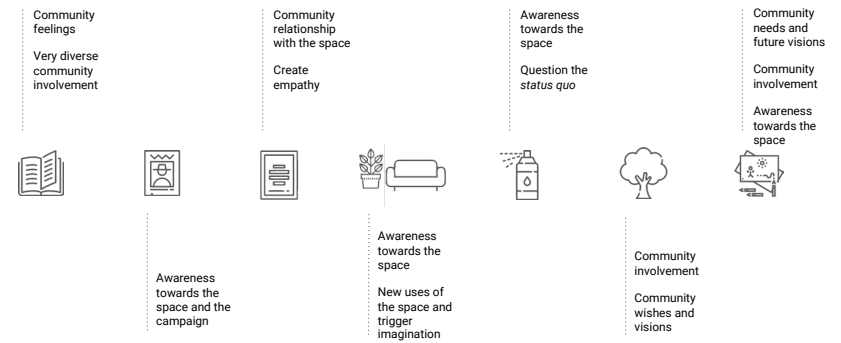 Community
feelings
Very diverse
community
involvement
Community
relationship
with the space
Create
empathy
Awareness
towards the
space
Question the
status quo
Community
needs and
future visions
Community
involvement
Awareness
towards the
space
Awareness
towards the
space and the
campaign
Awareness
towards the
space
New uses of
the space and
trigger
imagination
Community
involvement
Community
wishes and
visions